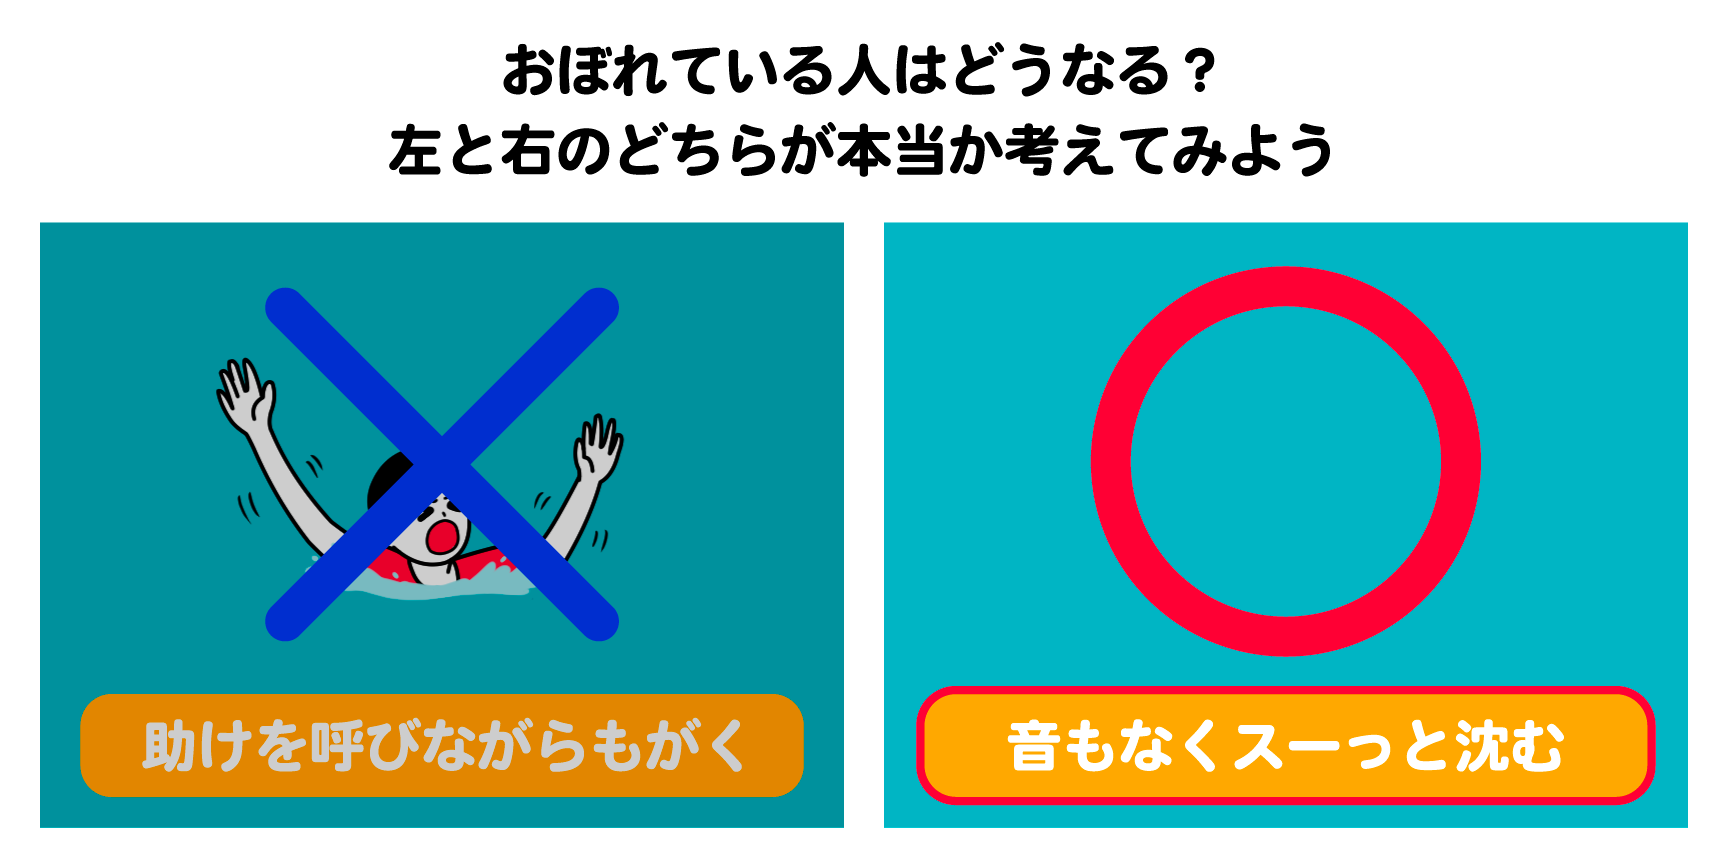 おぼれている人はどうなる？
左と右のどちらが本当か考えてみよう
助けを呼びながらもがく
音もなくスーっと沈む